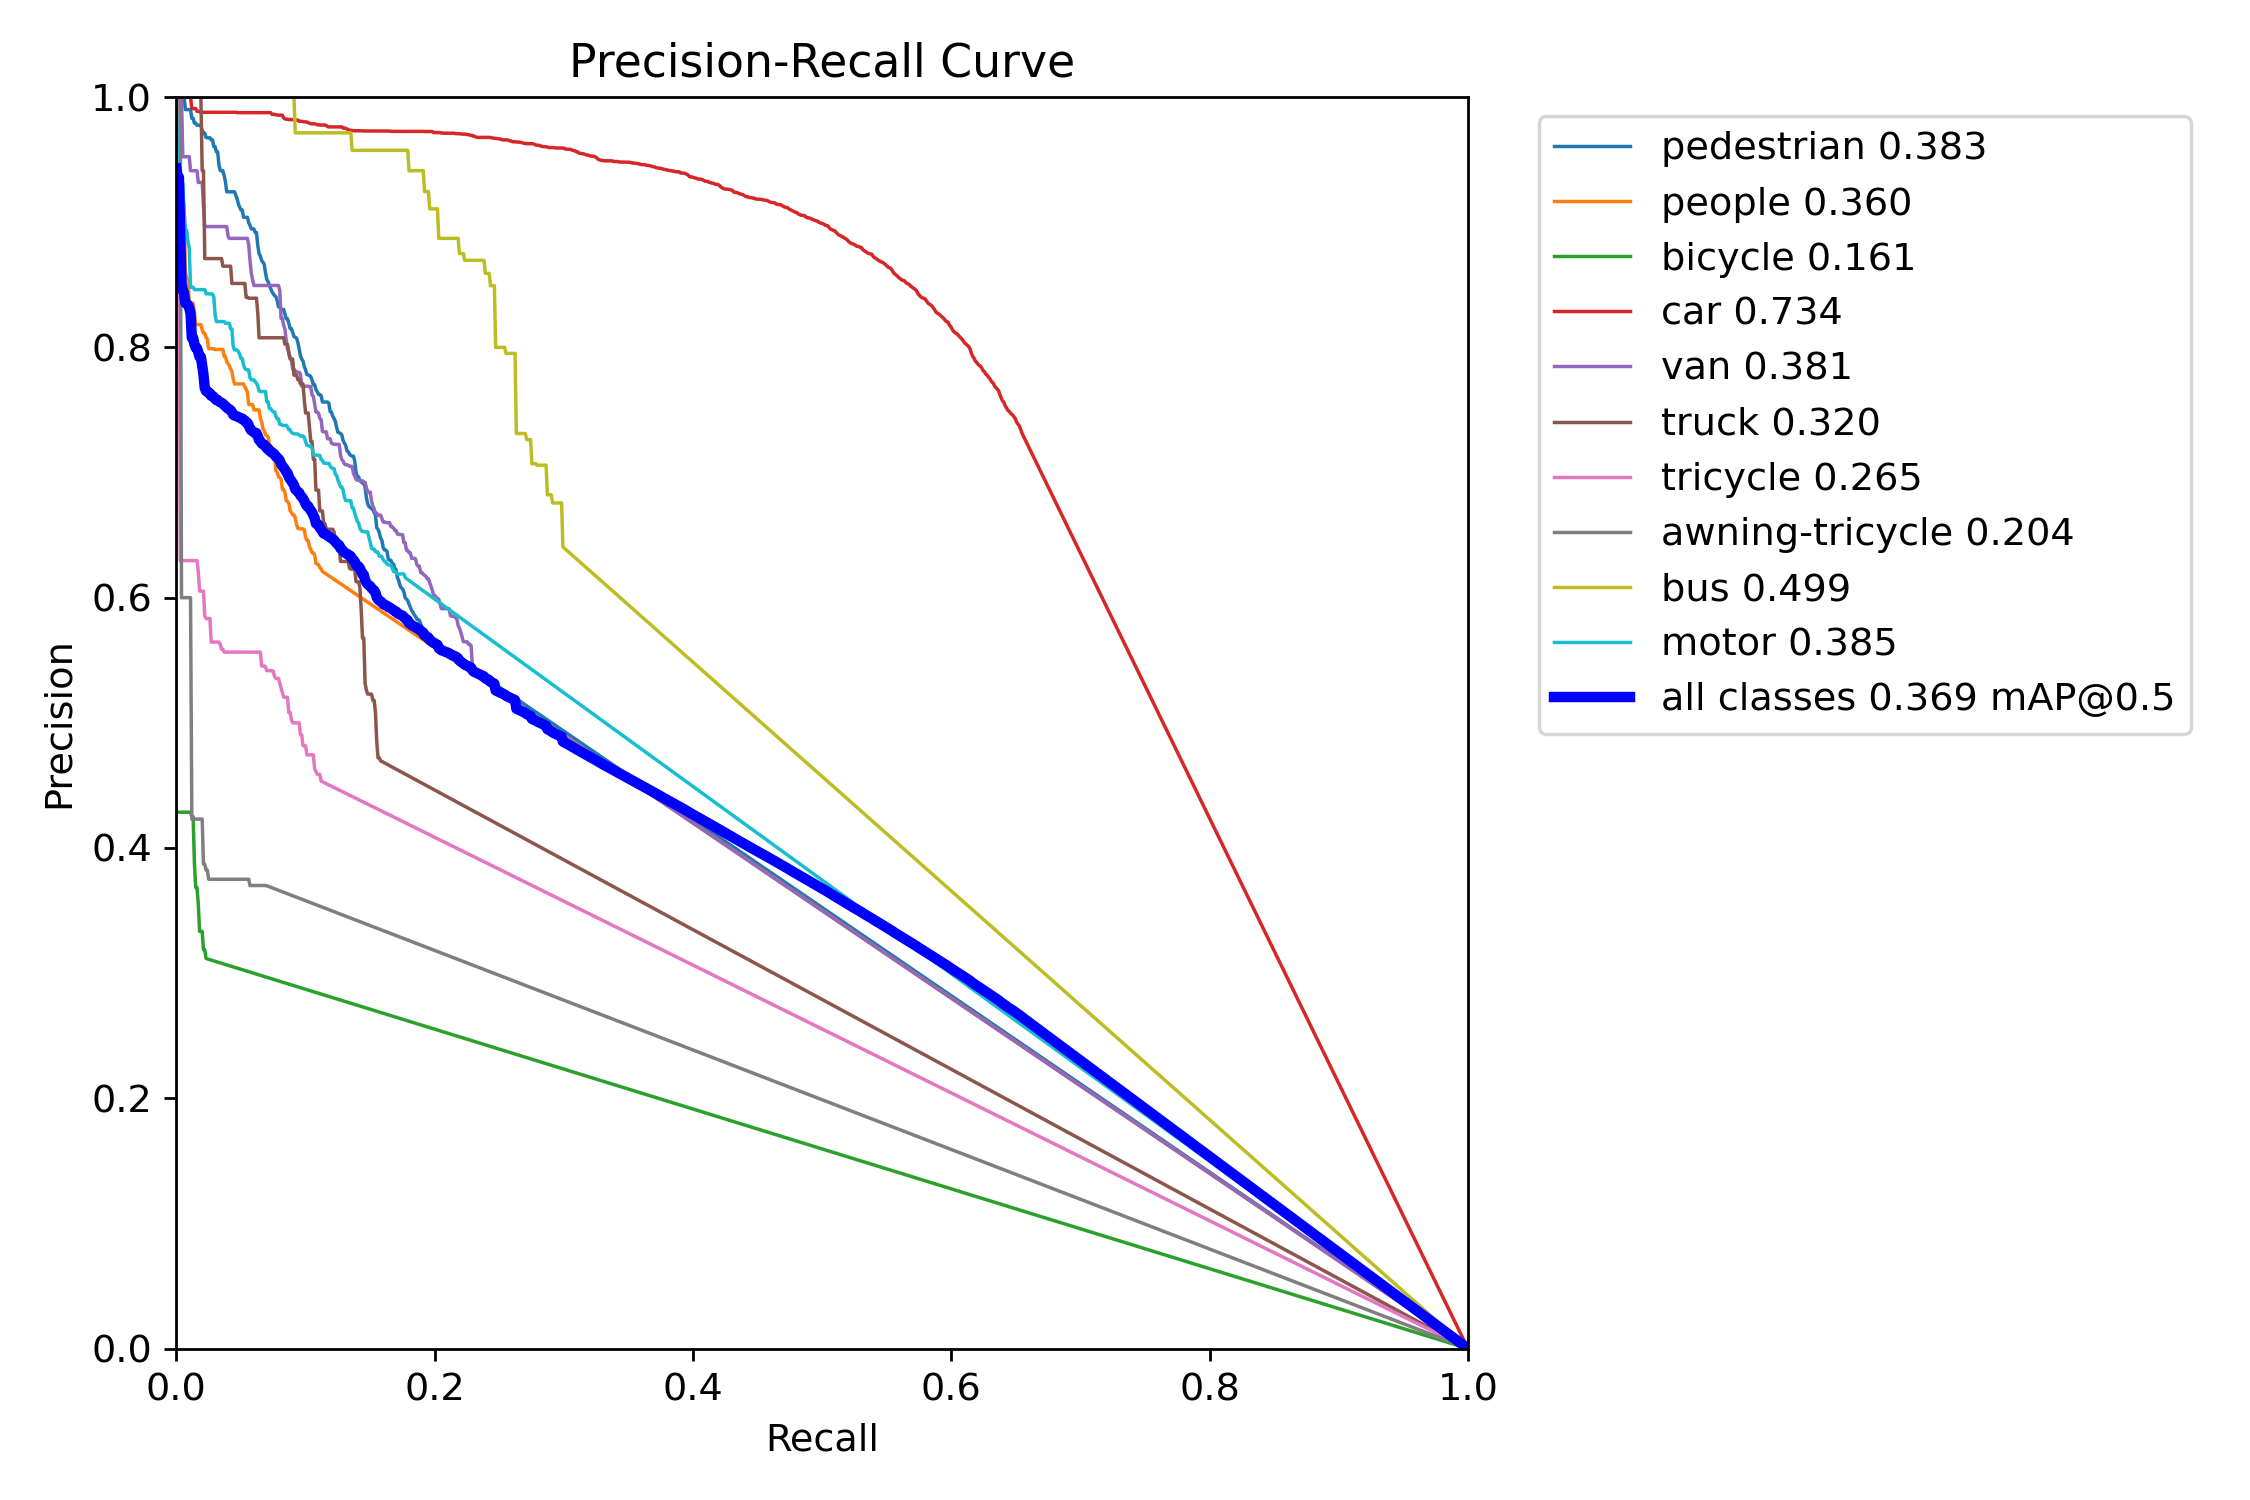 Precision-Recall Curve
1.0
0.8
0.6
0.4
0.2
0.0
Precision
0.0 0.2 0.4 0.6 0.8 1.0
Recall
pedestrian 0.383
people 0.360
bicycle 0.161
car 0.734
van 0.381
truck 0.320
tricycle 0.265
awning-tricycle 0.204
bus 0.499
motor 0.385
all classes 0.369 mAP@0.5